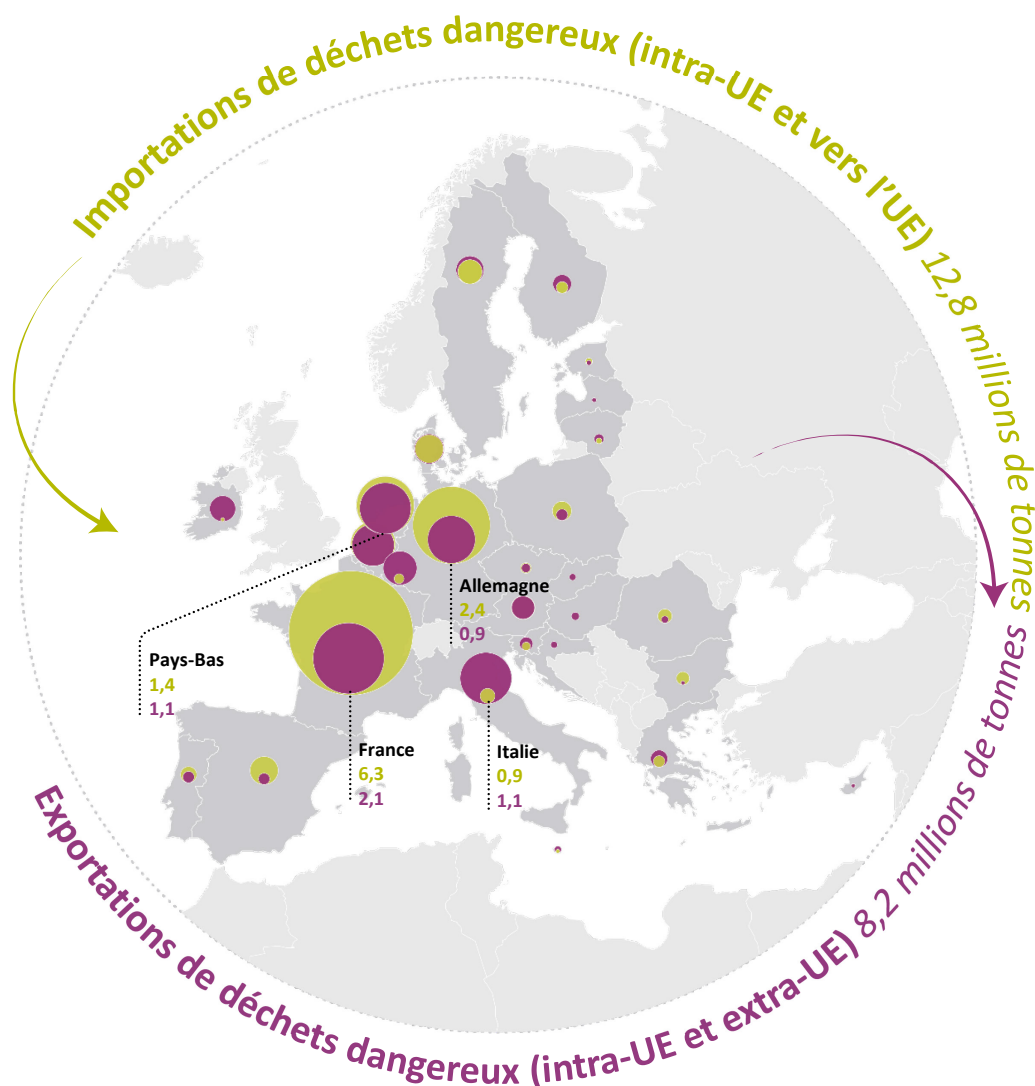 Importations de déchets dangereux (intra-UE et vers l'UE) 12,8 millions de tonnes
Allemagne
2,4
0,9
Pays-Bas
1,4
1,1
France
6,3
2,1
Italie
0,9
1,1
Exportations de déchets dangereux (intra-UE et extra-UE) 8,2 millions de tonnes